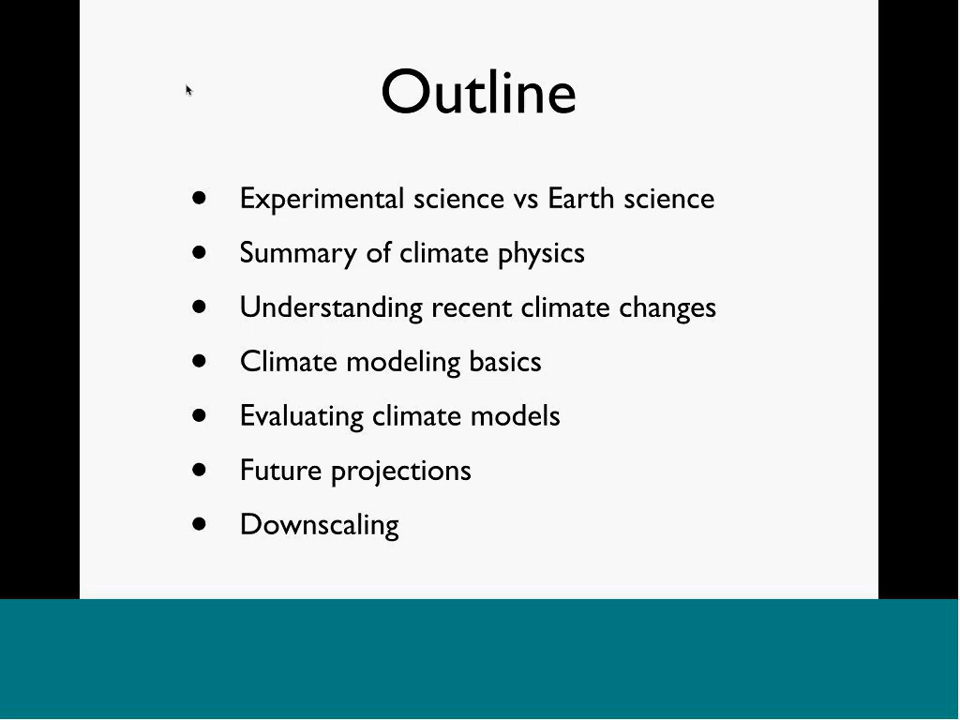 Outline
• Experimental science vs Earth science
• Summary of climate physics
• Understanding recent climate changes
• Climate modeling basics
• Evaluating climate models
• Future projections
• Downscaling